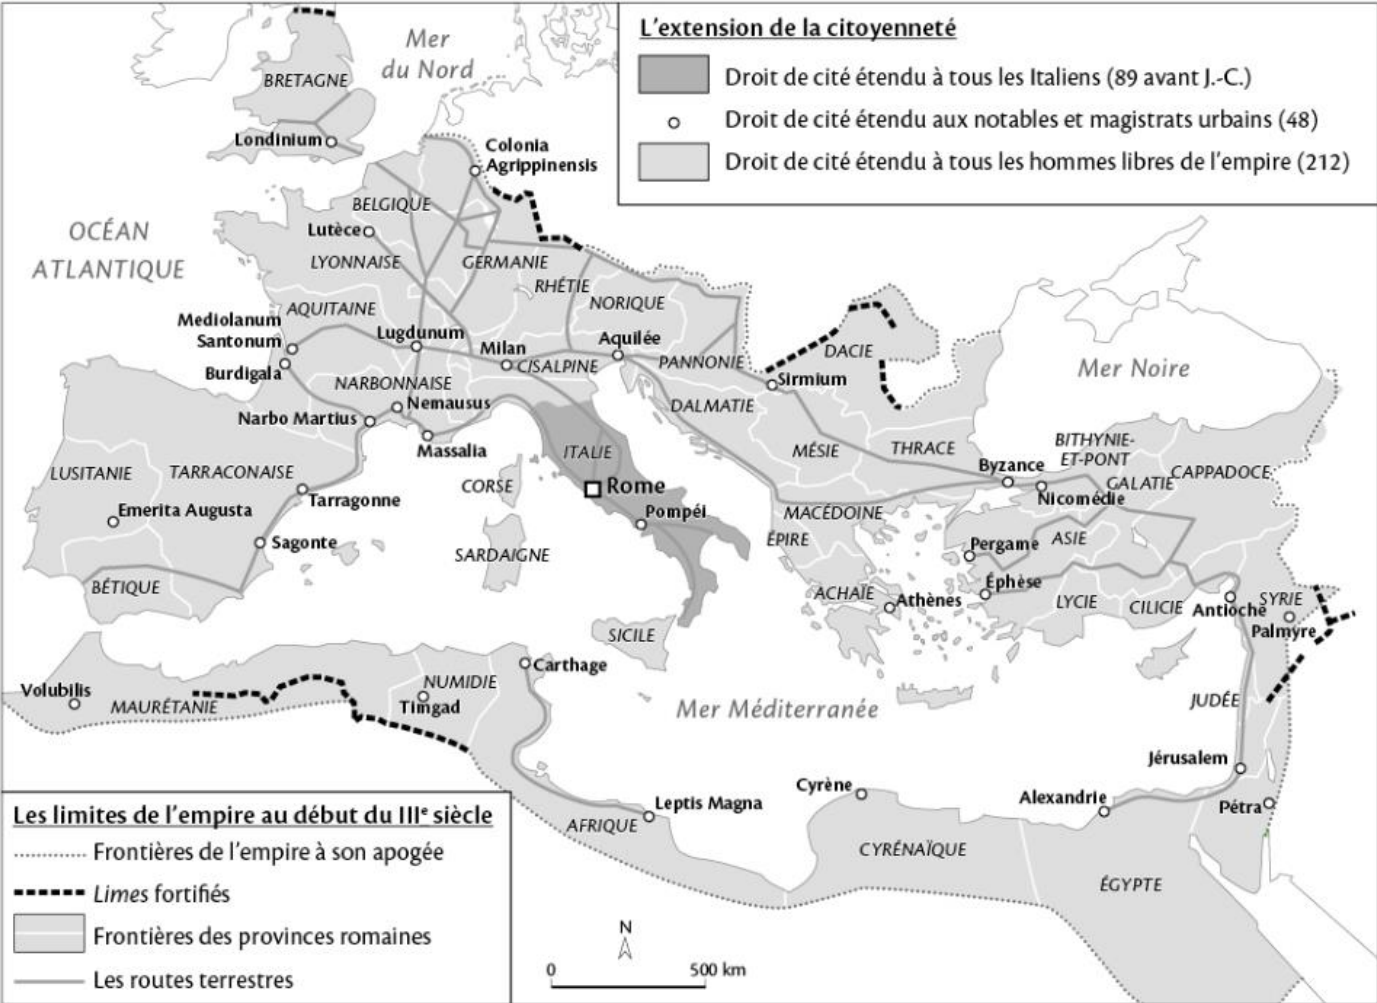 L'extension de la citoyenneté
Droit de cité étendu à tous les Italiens (89 avant J.-C.)
Droit de cité étendu aux notables et magistrats urbains (48)
Droit de cité étendu à tous les hommes libres de l'empire (212)
Mer
du Nord
BRETAGNE
Londinium
Colonia
Agrippinensis
BELGIQUE
Lutèce
OCÉAN
ATLANTIQUE
LYONNAISE
GERMANIE
RHÉTIE
NORIQUE
AQUITAINE
Mediolanum
Santonum
Lugdunum
Milan
Aquilée
Burdigala
CISALPINE
PANNONIE
DACIE
Mer Noire
Sirmium
NARBONNAISE
Nemausus
DALMATIE
Narbo Martius
Massalia
ITALIE
MÉSIE
THRACE
BITHYNIE-
ET-PONT
Byzance
GALATIE
CAPPADOCE
Nicomédie
LUSITANIE
TARRACONAISE
CORSE
Rome
Tarragonne
Emerita Augusta
Pompéi
MACÉDOINE
Sagonte
SARDAIGNE
ÉPIRE
Pergame
ASIE
BÉTIQUE
Éphèse
ACHAÏE
Athènes
LYCIE
CILICIE
Antioche
SYRIE
Palmyre
SICILE
Carthage
Volubilis
MAURÉTANIE
NUMIDIE
Timgad
Mer Méditerranée
JUDÉE
Jérusalem
Cyrène
Alexandrie
Pétra
Leptis Magna
AFRIQUE
CYRÉNAÏQUE
ÉGYPTE
Les limites de l'empire au début du IIIe siècle
Frontières de l'empire à son apogée
Limes fortifiés
Frontières des provinces romaines
Les routes terrestres
N
0
500 km